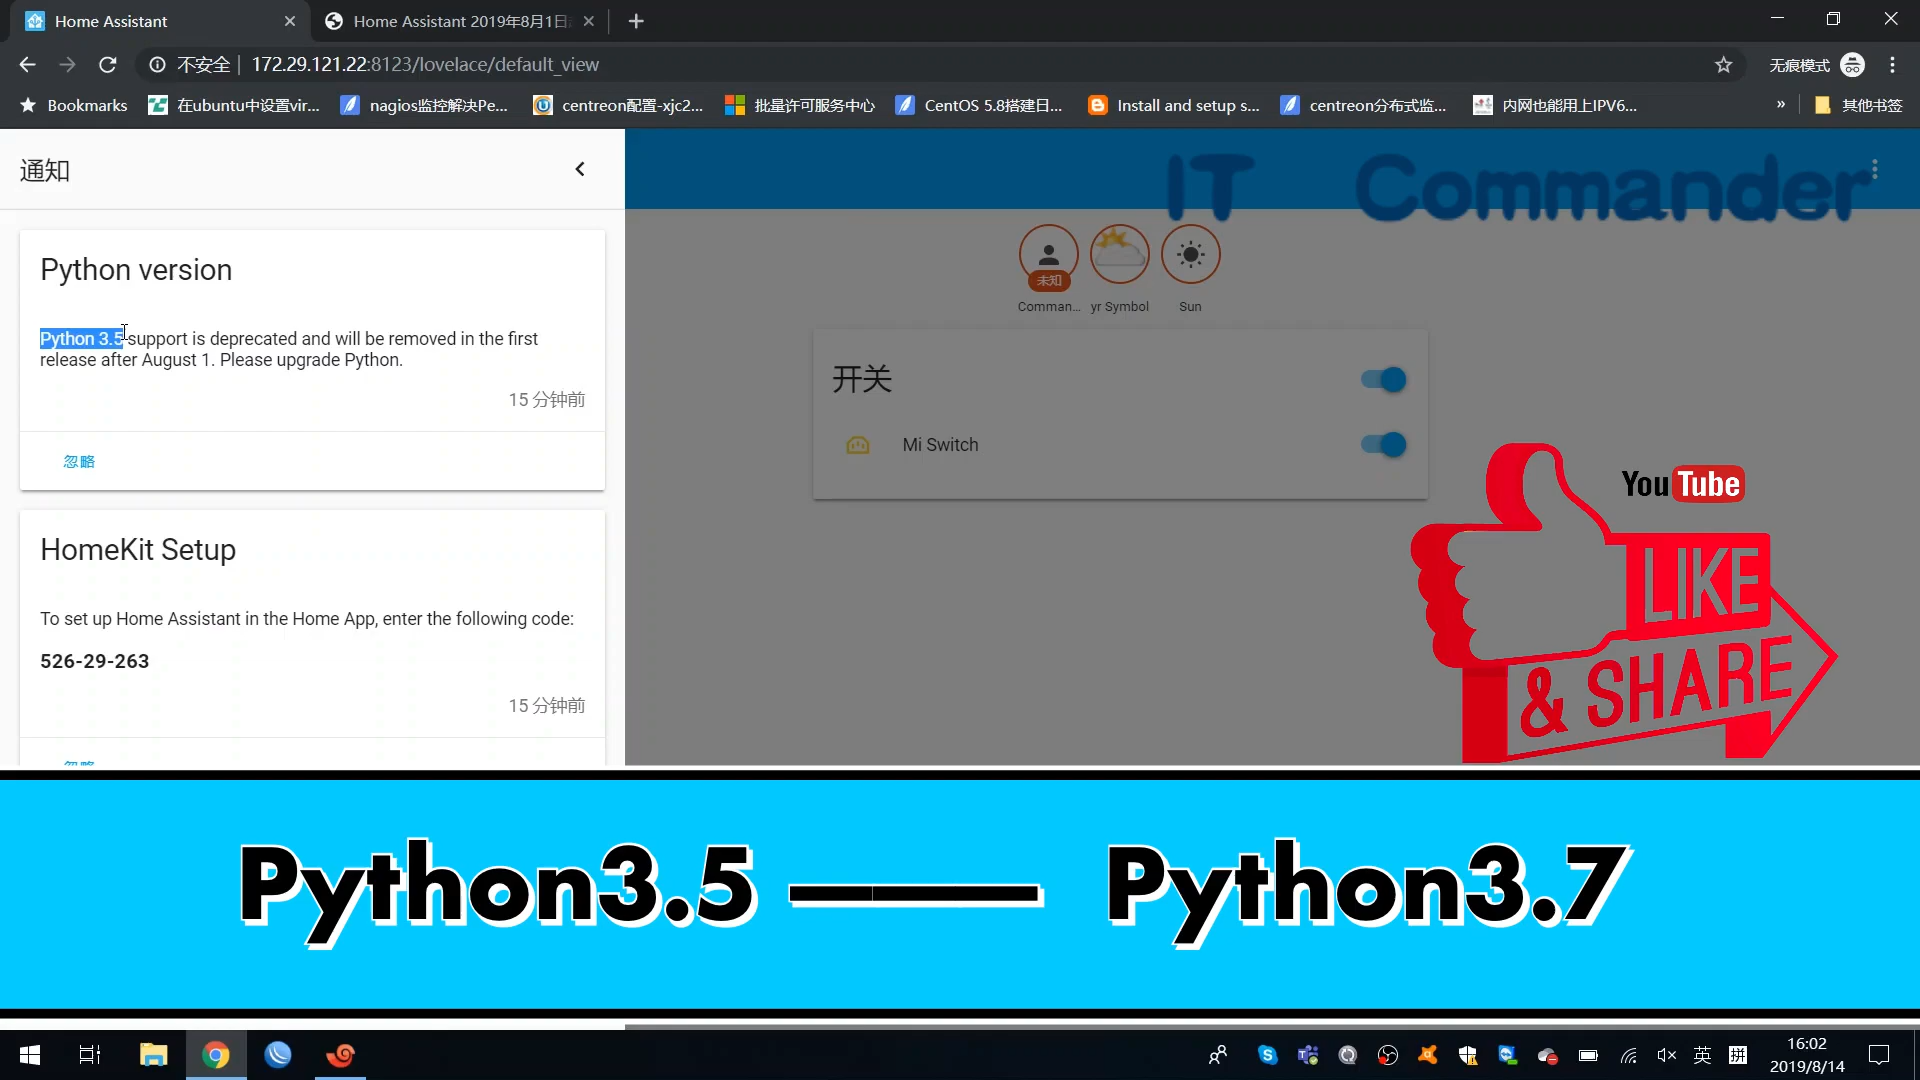 Home Assistant
Home Assistant 2019年8月1日
不安全 | 172.29.121.22:8123/lovelace/default_view
无痕模式
Bookmarks
在ubuntu中设置vir...
nagios监控解决Pe...
centreon配置-xjc2...
批量许可服务中心
CentOS 5.8搭建日...
Install and setup s...
centreon分布式监...
内网也能用上IPV6...
»
其他书签
通知
IT Commander
Python version
Python 3.5 support is deprecated and will be removed in the first
release after August 1. Please upgrade Python.
15 分钟前
忽略
HomeKit Setup
To set up Home Assistant in the Home App, enter the following code:
526-29-263
15 分钟前
忽略
未知
Comman...
yr Symbol
Sun
开关
Mi Switch
YouTube
LIKE
& SHARE
Python3.5 —— Python3.7
英
拼
16:02
2019/8/14